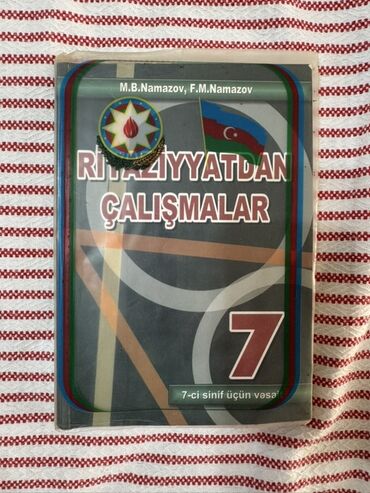 M.B.Namazov, F.M.Namazov
RİYAZİYYATDAN
ÇALIŞMALAR
7
7-ci sinif üçün vəsait